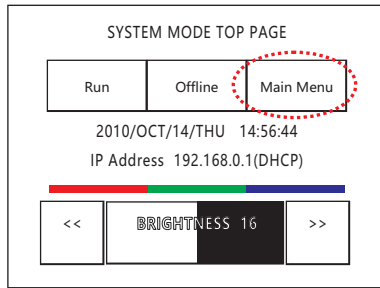 SYSTEM MODE TOP PAGE
Run Offline Main Menu
2010/OCT/14/THU 14:56:44
IP Address 192.168.0.1(DHCP)
<< BRIGHTNESS 16 >>